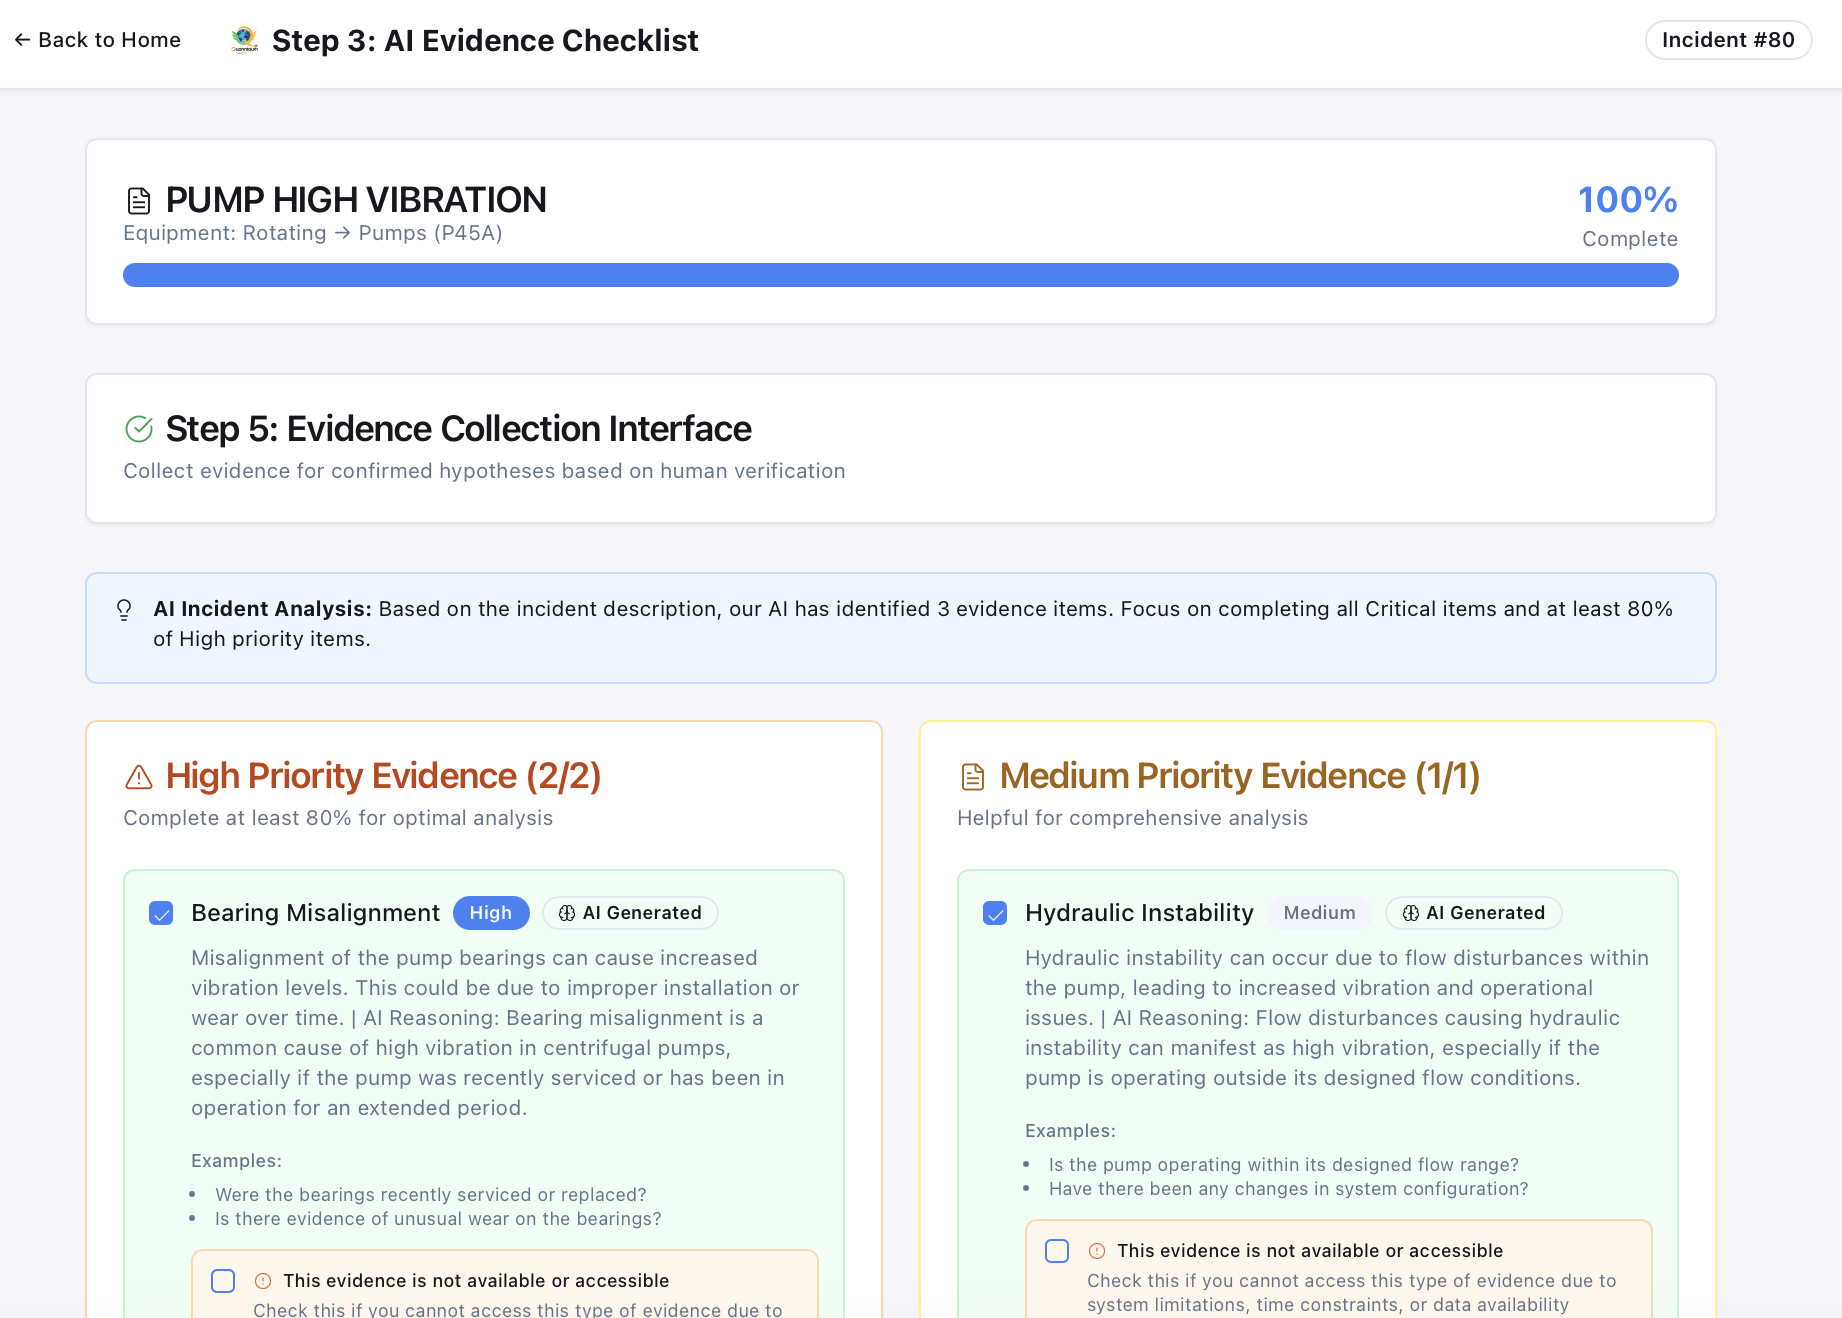 ← Back to Home
Step 3: AI Evidence Checklist
Incident #80
PUMP HIGH VIBRATION
Equipment: Rotating → Pumps (P45A)
100%
Complete
Step 5: Evidence Collection Interface
Collect evidence for confirmed hypotheses based on human verification
AI Incident Analysis: Based on the incident description, our AI has identified 3 evidence items. Focus on completing all Critical items and at least 80%
of High priority items.
High Priority Evidence (2/2)
Complete at least 80% for optimal analysis
Bearing Misalignment High AI Generated
Misalignment of the pump bearings can cause increased
vibration levels. This could be due to improper installation or
wear over time. | AI Reasoning: Bearing misalignment is a
common cause of high vibration in centrifugal pumps,
especially if the pump was recently serviced or has been in
operation for an extended period.
Examples:
• Were the bearings recently serviced or replaced?
• Is there evidence of unusual wear on the bearings?
This evidence is not available or accessible
Check this if you cannot access this type of evidence due to
Medium Priority Evidence (1/1)
Helpful for comprehensive analysis
Hydraulic Instability Medium AI Generated
Hydraulic instability can occur due to flow disturbances within
the pump, leading to increased vibration and operational
issues. | AI Reasoning: Flow disturbances causing hydraulic
instability can manifest as high vibration, especially if the
pump is operating outside its designed flow conditions.
Examples:
• Is the pump operating within its designed flow range?
• Have there been any changes in system configuration?
This evidence is not available or accessible
Check this if you cannot access this type of evidence due to
system limitations, time constraints, or data availability